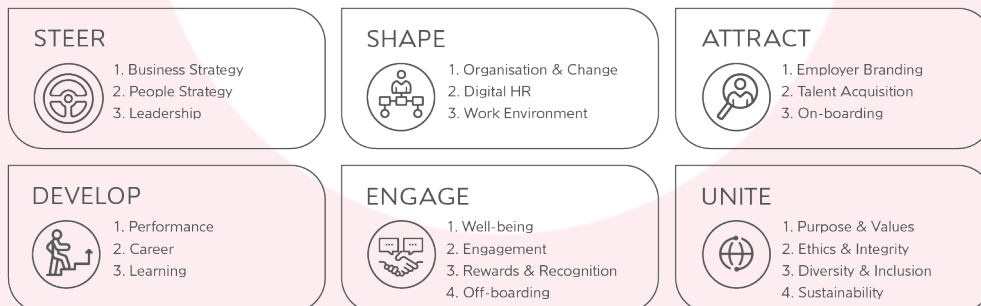 STEER
1. Business Strategy
2. People Strategy
3. Leadership
SHAPE
1. Organisation & Change
2. Digital HR
3. Work Environment
ATTRACT
1. Employer Branding
2. Talent Acquisition
3. On-boarding
DEVELOP
1. Performance
2. Career
3. Learning
ENGAGE
1. Well-being
2. Engagement
3. Rewards & Recognition
4. Off-boarding
UNITE
1. Purpose & Values
2. Ethics & Integrity
3. Diversity & Inclusion
4. Sustainability